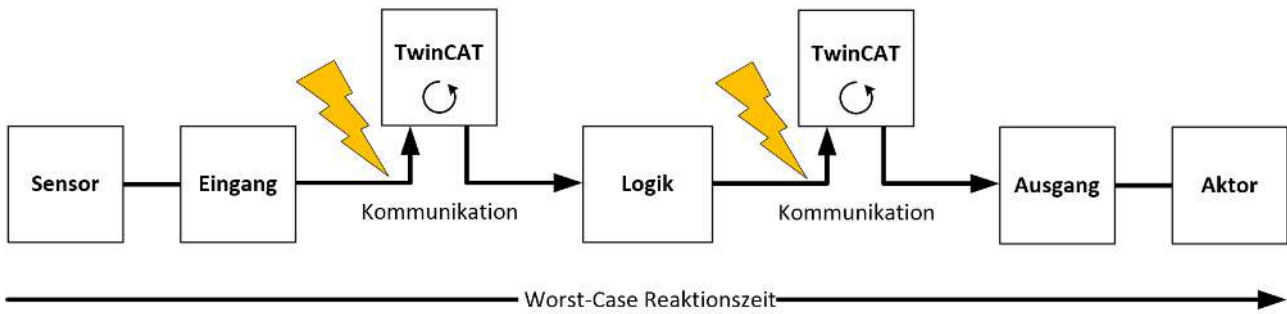 TwinCAT
TwinCAT
Sensor
Eingang
Kommunikation
Logik
Kommunikation
Ausgang
Aktor
Worst-Case Reaktionszeit